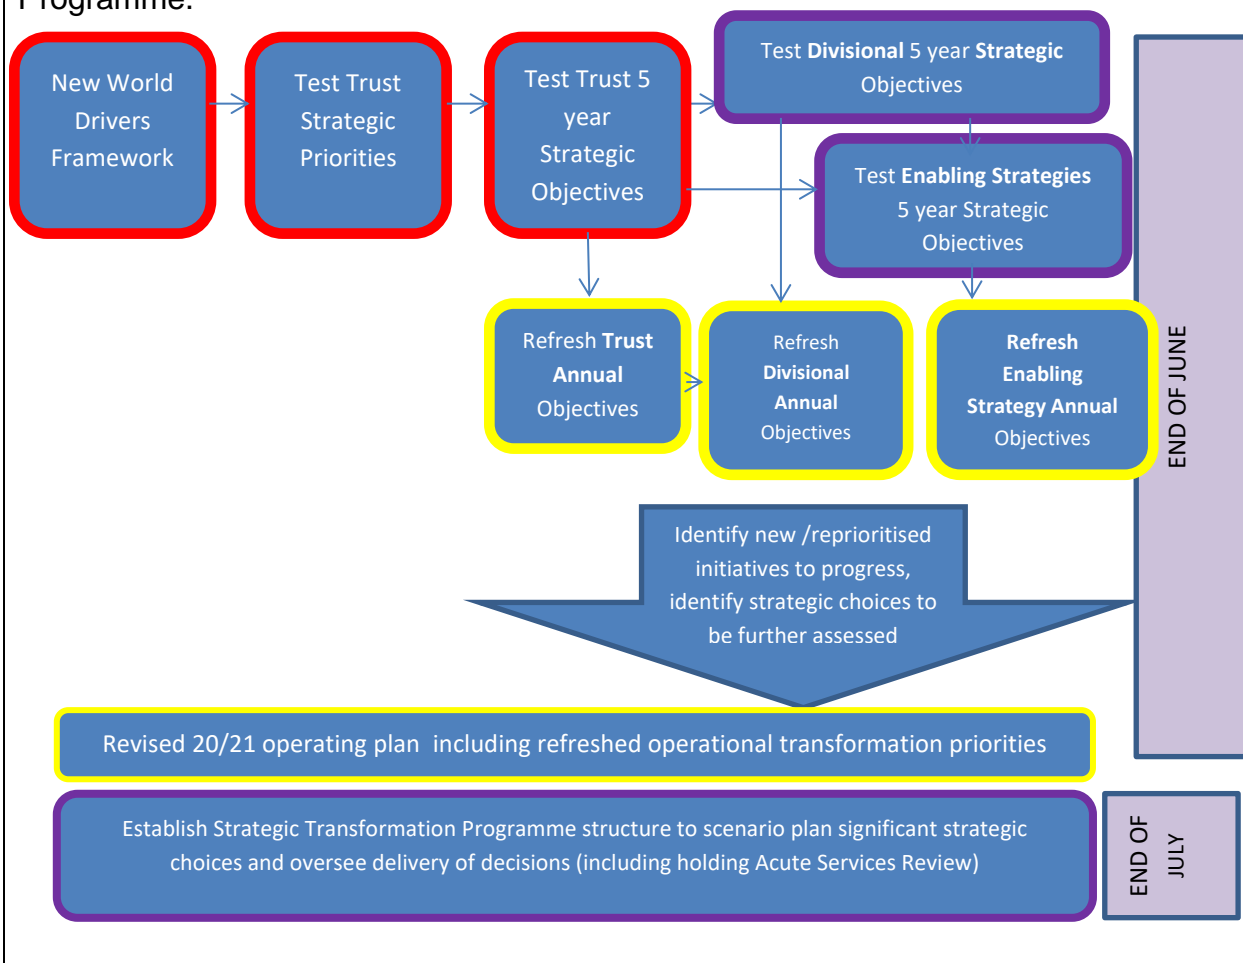 Programme:
New World
Drivers
Framework
Test Trust
Strategic
Priorities
Test Trust 5
year
Strategic
Objectives
Test Divisional 5 year Strategic
Objectives
Test Enabling Strategies
5 year Strategic
Objectives
Refresh Trust
Annual
Objectives
Refresh
Divisional
Annual
Objectives
Refresh
Enabling
Strategy Annual
Objectives
END OF JUNE
Identify new /reprioritised
initiatives to progress,
identify strategic choices to
be further assessed
Revised 20/21 operating plan  including refreshed operational transformation priorities
Establish Strategic Transformation Programme structure to scenario plan significant strategic
choices and oversee delivery of decisions (including holding Acute Services Review)
END OF
JULY